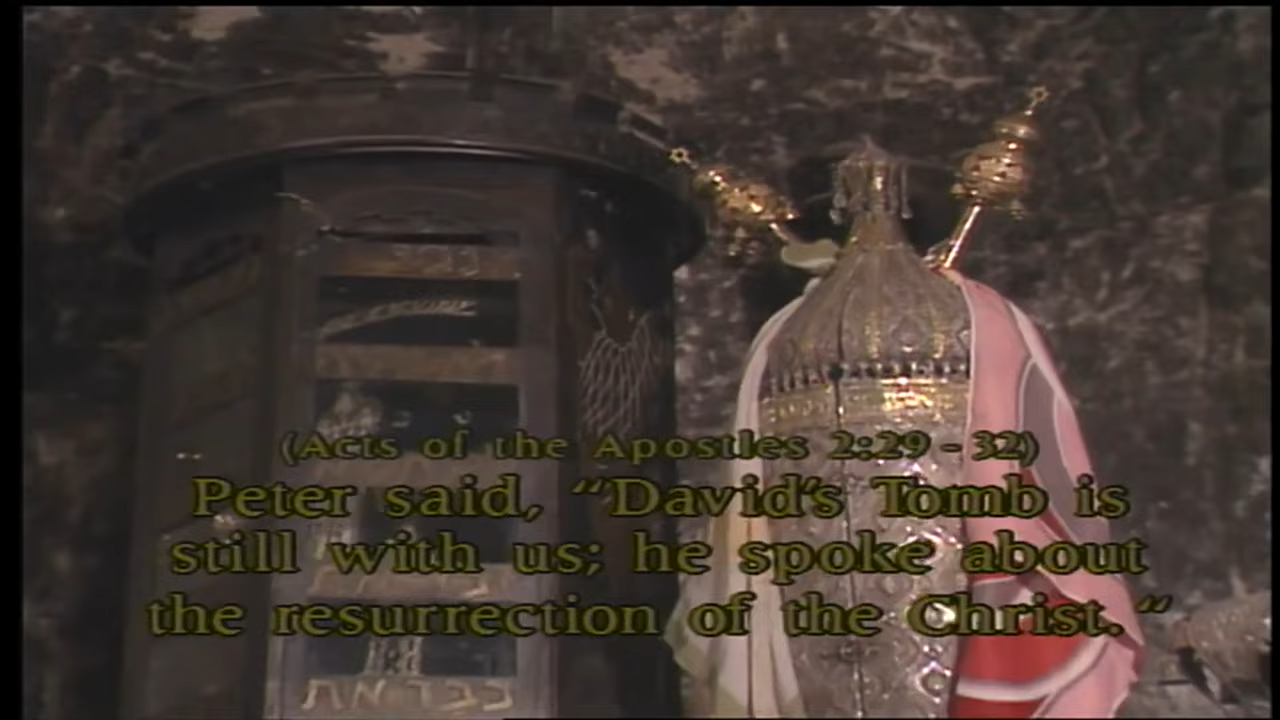 (Acts of the Apostles 2:29 - 32)
Peter said, “David's Tomb is
still with us; he spoke about
the resurrection of the Christ.“